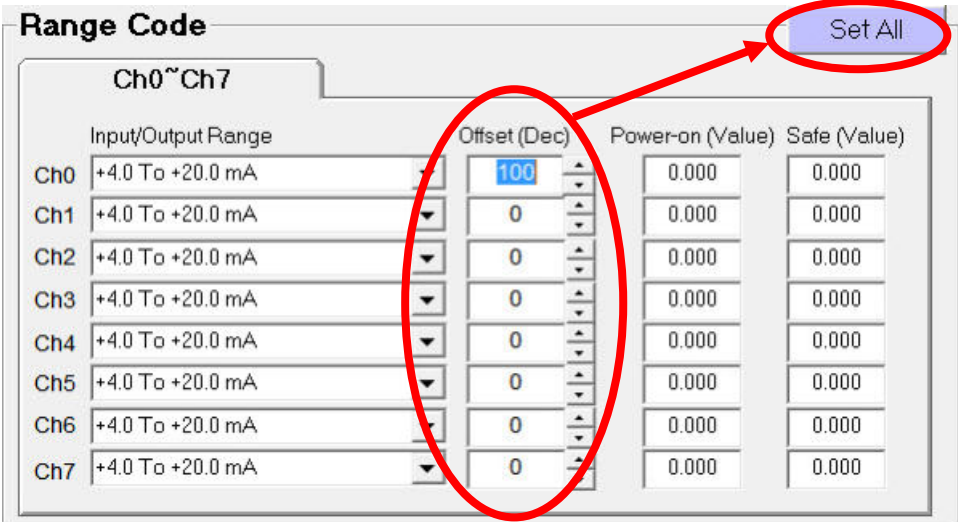 Range Code Set All
Ch0~Ch7
Input/Output Range Offset (Dec) Power-on (Value) Safe (Value)
Ch0 +4.0 To +20.0 mA 100 0.000 0.000
Ch1 +4.0 To +20.0 mA 0 0.000 0.000
Ch2 +4.0 To +20.0 mA 0 0.000 0.000
Ch3 +4.0 To +20.0 mA 0 0.000 0.000
Ch4 +4.0 To +20.0 mA 0 0.000 0.000
Ch5 +4.0 To +20.0 mA 0 0.000 0.000
Ch6 +4.0 To +20.0 mA 0 0.000 0.000
Ch7 +4.0 To +20.0 mA 0 0.000 0.000